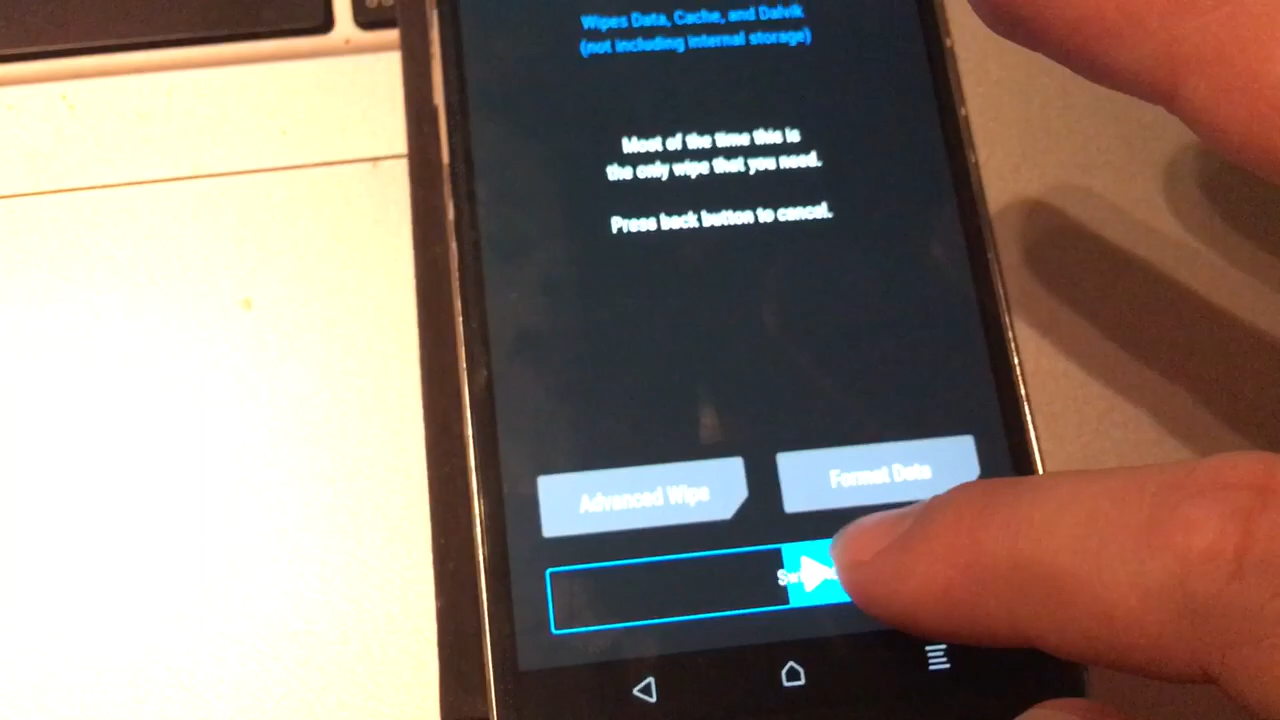 Wipes Data, Cache, and Dalvik
(not including internal storage)
Most of the time this is
the only wipe that you need.
Press back button to cancel.
Advanced Wipe
Format Data